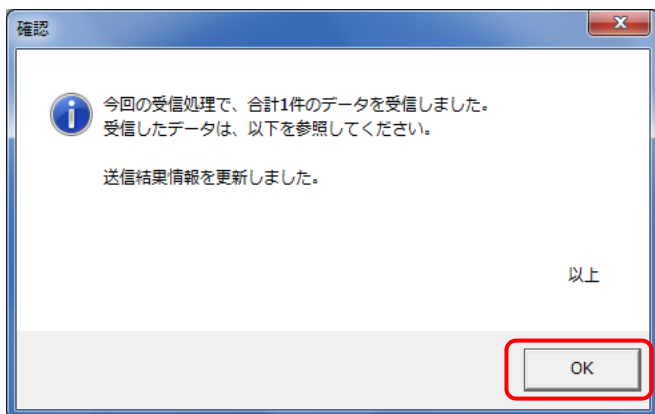 確認
今回の受信処理で、合計1件のデータを受信しました。
受信したデータは、以下を参照してください。
送信結果情報を更新しました。
以上
OK